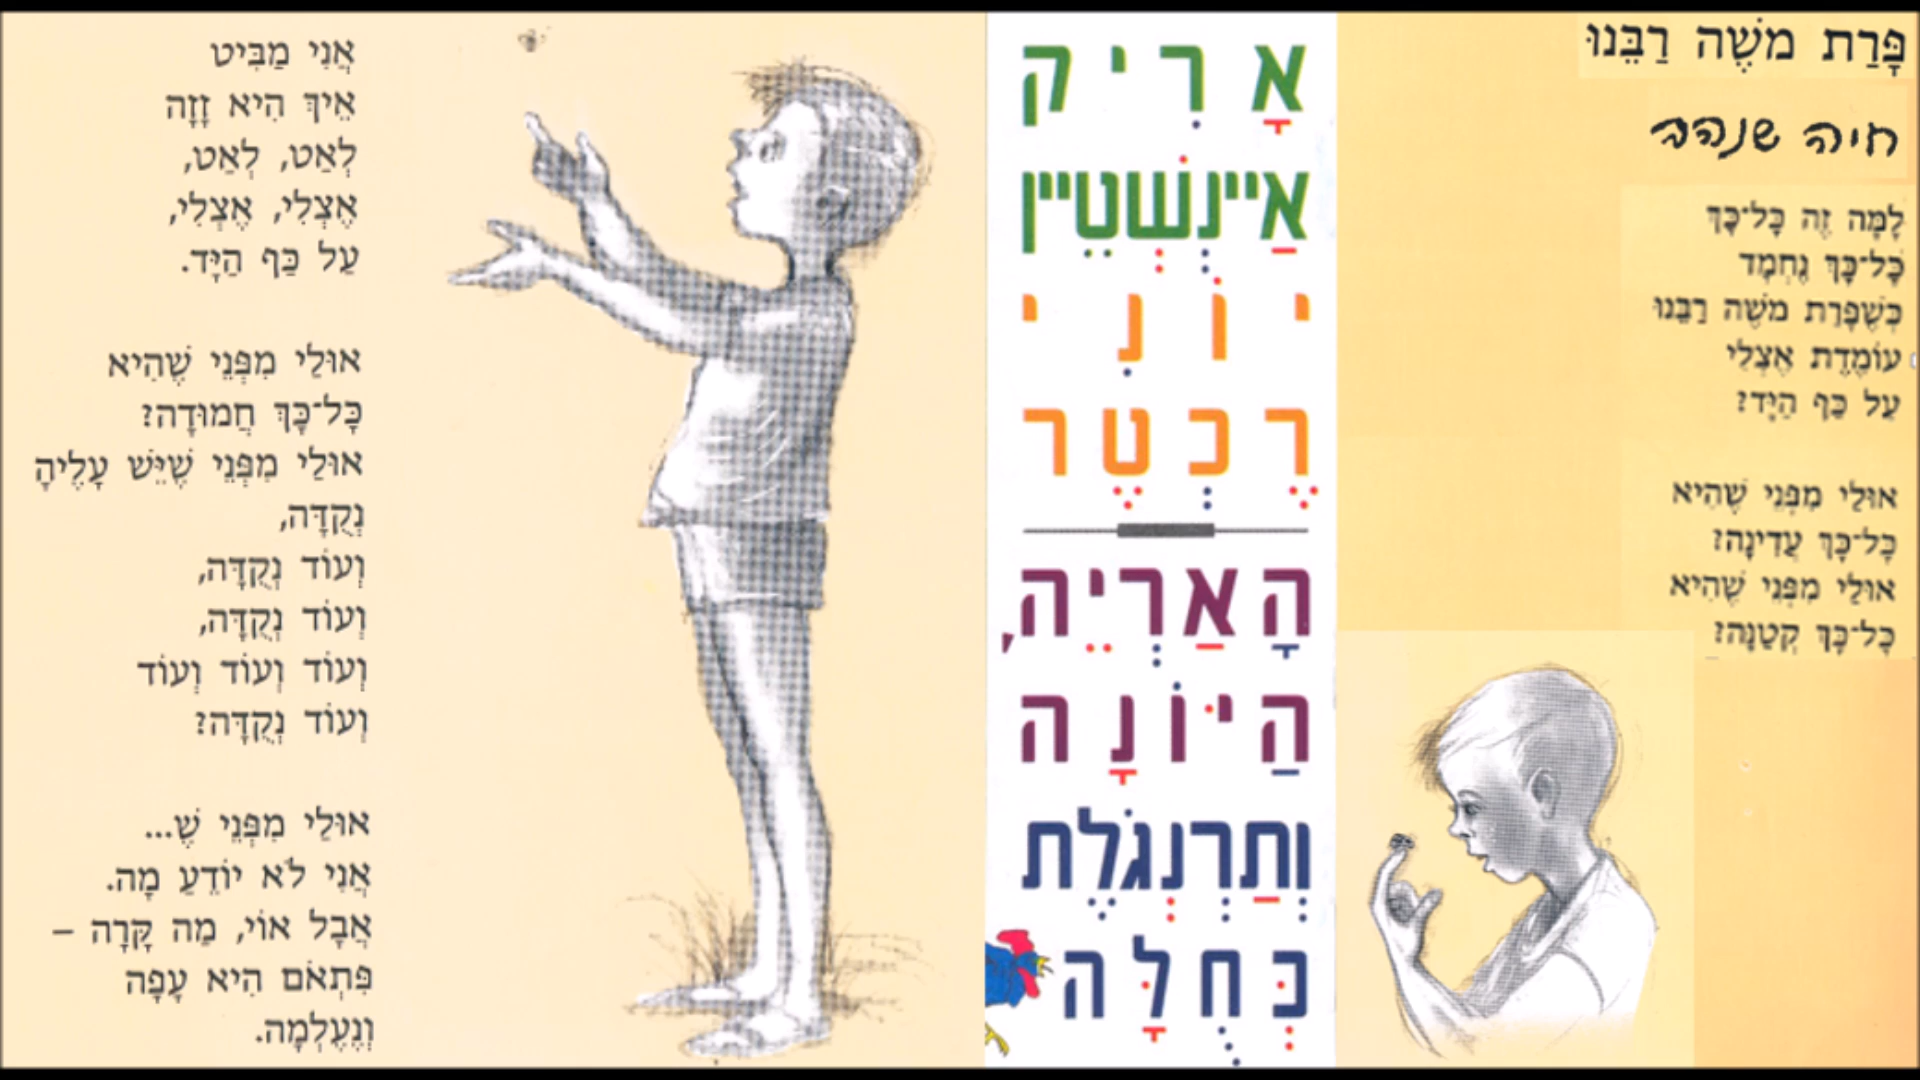 פָּרַת מֹשֶׁה רַבֵּנוּ
חיה שנהב
לָמָּה זֶה כָּל־כָּךְ
כָּל־כָּךְ נֶחְמָד
כְּשֶׁפָּרַת מֹשֶׁה רַבֵּנוּ
עוֹמֶדֶת אֶצְלִי
עַל כַּף הַיָּד?
אוּלַי מִפְּנֵי שֶׁהִיא
כָּל־כָּךְ עֲדִינָה?
אוּלַי מִפְּנֵי שֶׁהִיא
כָּל־כָּךְ קְטַנָּה?
אָרִיק
אַיְינְשְׁטֵיין
יוֹנִי
רֶכְטֶר
הָאַרְיֵה,
הַיּוֹנָה
וְתַרְנְגֹלֶת
כְּחֻלָּה
אֲנִי מַבִּיט
אֵיךְ הִיא זָזָה
לְאַט, לְאַט,
אֶצְלִי, אֶצְלִי,
עַל כַּף הַיָּד.
אוּלַי מִפְּנֵי שֶׁהִיא
כָּל־כָּךְ חֲמוּדָה?
אוּלַי מִפְּנֵי שֶׁיֵּשׁ עָלֶיהָ
נְקֻדָּה,
וְעוֹד נְקֻדָּה,
וְעוֹד נְקֻדָּה,
וְעוֹד וְעוֹד וְעוֹד
וְעוֹד נְקֻדָּה?
אוּלַי מִפְּנֵי שֶׁ...
אֲנִי לֹא יוֹדֵעַ מָה.
אֲבָל אוֹי, מַה קָּרָה –
פִּתְאֹם הִיא עָפָה
וְנֶעֶלְמָה.